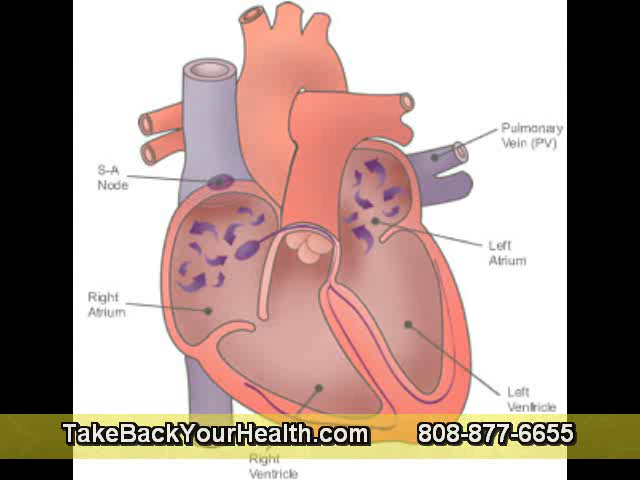 Pulmonary
Vein (PV)
S-A
Node
Left
Atrium
Right
Atrium
Left
Ventricle
TakeBackYourHealth.com 808-877-6655
Right
Ventricle